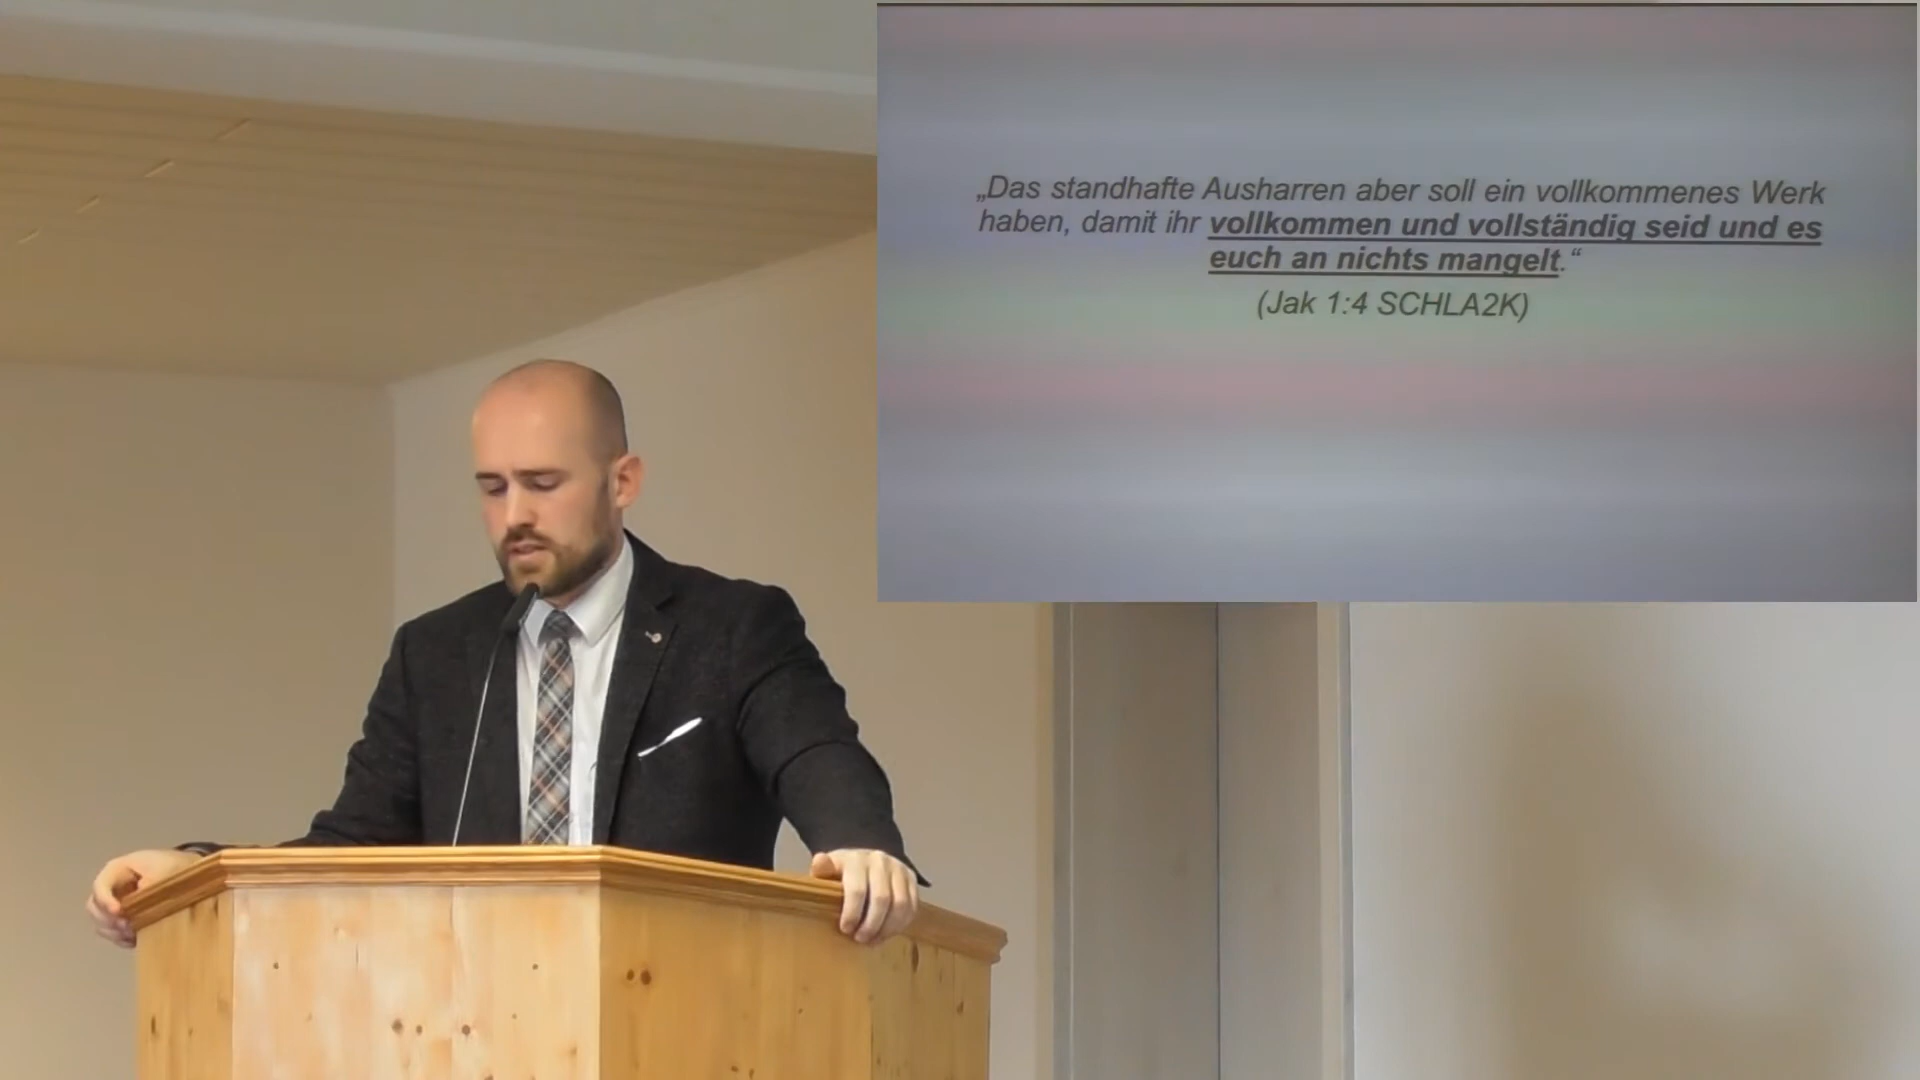 „Das standhafte Ausharren aber soll ein vollkommenes Werk
haben, damit ihr vollkommen und vollständig seid und es
euch an nichts mangelt.“
(Jak 1:4 SCHLA2K)